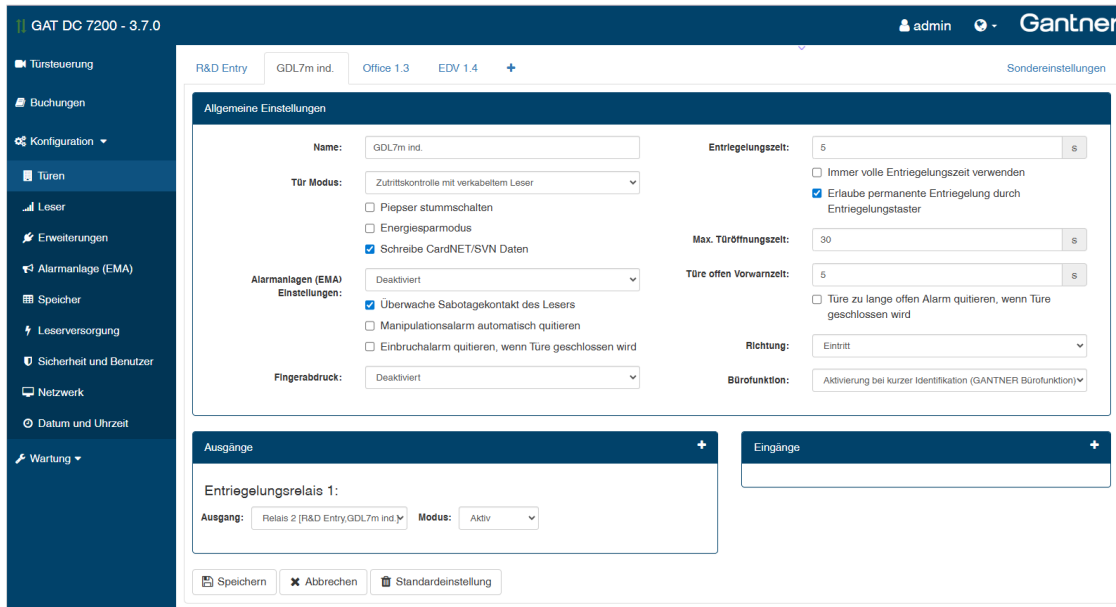 GAT DC 7200 - 3.7.0
admin
Gantner
Türsteuerung
Buchungen
Konfiguration
Türen
Leser
Erweiterungen
Alarmanlage (EMA)
Speicher
Leserversorgung
Sicherheit und Benutzer
Netzwerk
Datum und Uhrzeit
Wartung
R&D Entry
GDL7m ind.
Office 1.3
EDV 1.4
+
Sondereinstellungen
Allgemeine Einstellungen
Name:
GDL7m ind.
Tür Modus:
Zutrittskontrolle mit verkabeltem Leser
Piepser stummschalten
Energiesparmodus
Schreibe CardNET/SVN Daten
Alarmanlagen (EMA)
Einstellungen:
Deaktiviert
Überwache Sabotagekontakt des Lesers
Manipulationsalarm automatisch quitieren
Einbruchalarm quitieren, wenn Türe geschlossen wird
Fingerabdruck:
Deaktiviert
Entriegelungszeit:
5
s
Immer volle Entriegelungszeit verwenden
Erlaube permanente Entriegelung durch
Entriegelungstaster
Max. Türöffnungszeit:
30
s
Türe offen Vorwarnzeit:
5
s
Türe zu lange offen Alarm quitieren, wenn Türe
geschlossen wird
Richtung:
Eintritt
Bürofunktion:
Aktivierung bei kurzer Identifikation (GANTNER Bürofunktion)
Ausgänge
+
Entriegelungsrelais 1:
Ausgang:
Relais 2 [R&D Entry,GDL7m ind.]
Modus:
Aktiv
Eingänge
+
Speichern
Abbrechen
Standardeinstellung